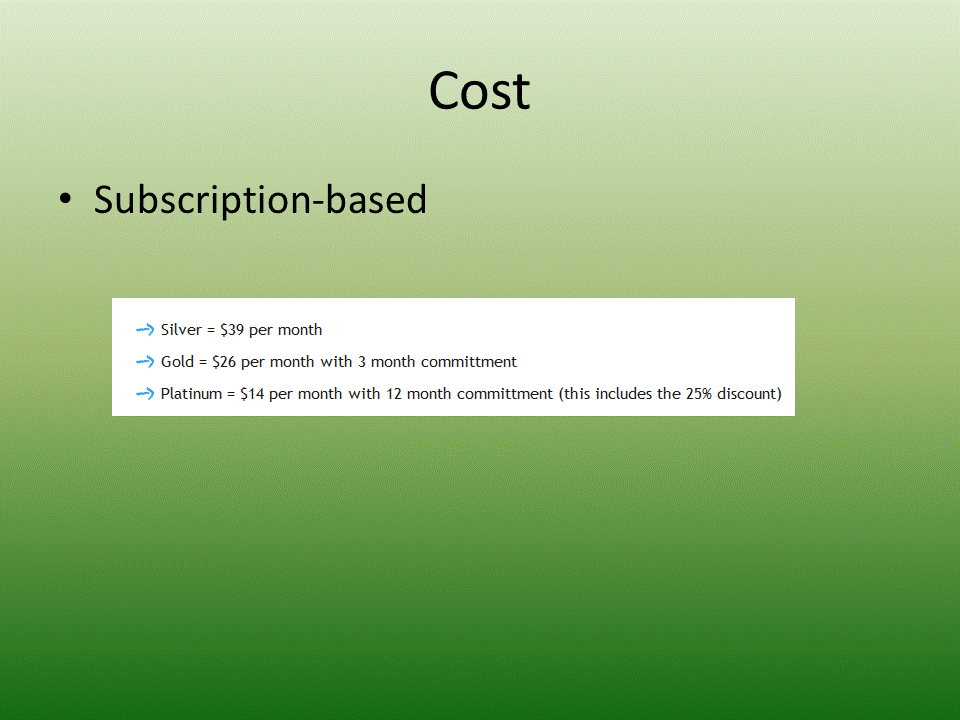 Cost
• Subscription-based
Silver = $39 per month
Gold = $26 per month with 3 month committment
Platinum = $14 per month with 12 month committment (this includes the 25% discount)